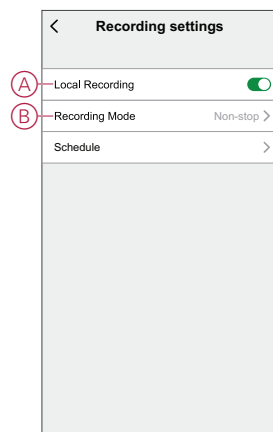 Recording settings
A Local Recording
B Recording Mode Non-stop
Schedule